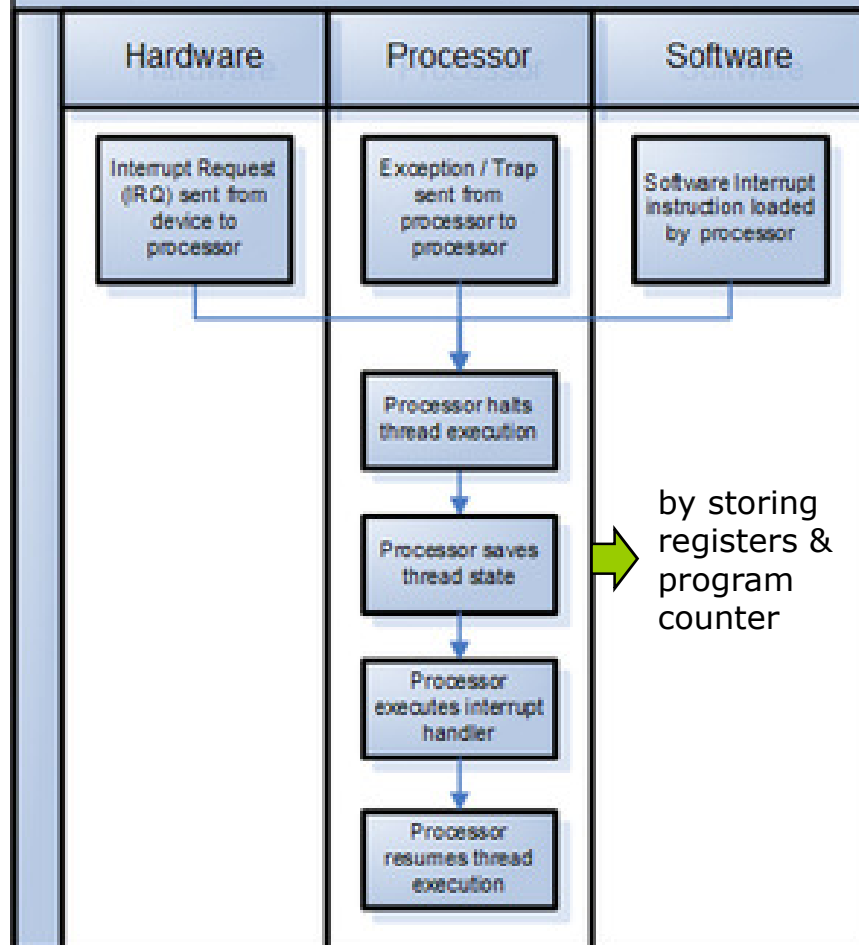 Hardware
Processor
Software
Interrupt Request
(IRQ) sent from
device to
processor
Exception / Trap
sent from
processor to
processor
Software Interrupt
instruction loaded
by processor
Processor halts
thread execution
Processor saves
thread state
by storing
registers &
program
counter
Processor
executes interrupt
handler
Processor
resumes thread
execution